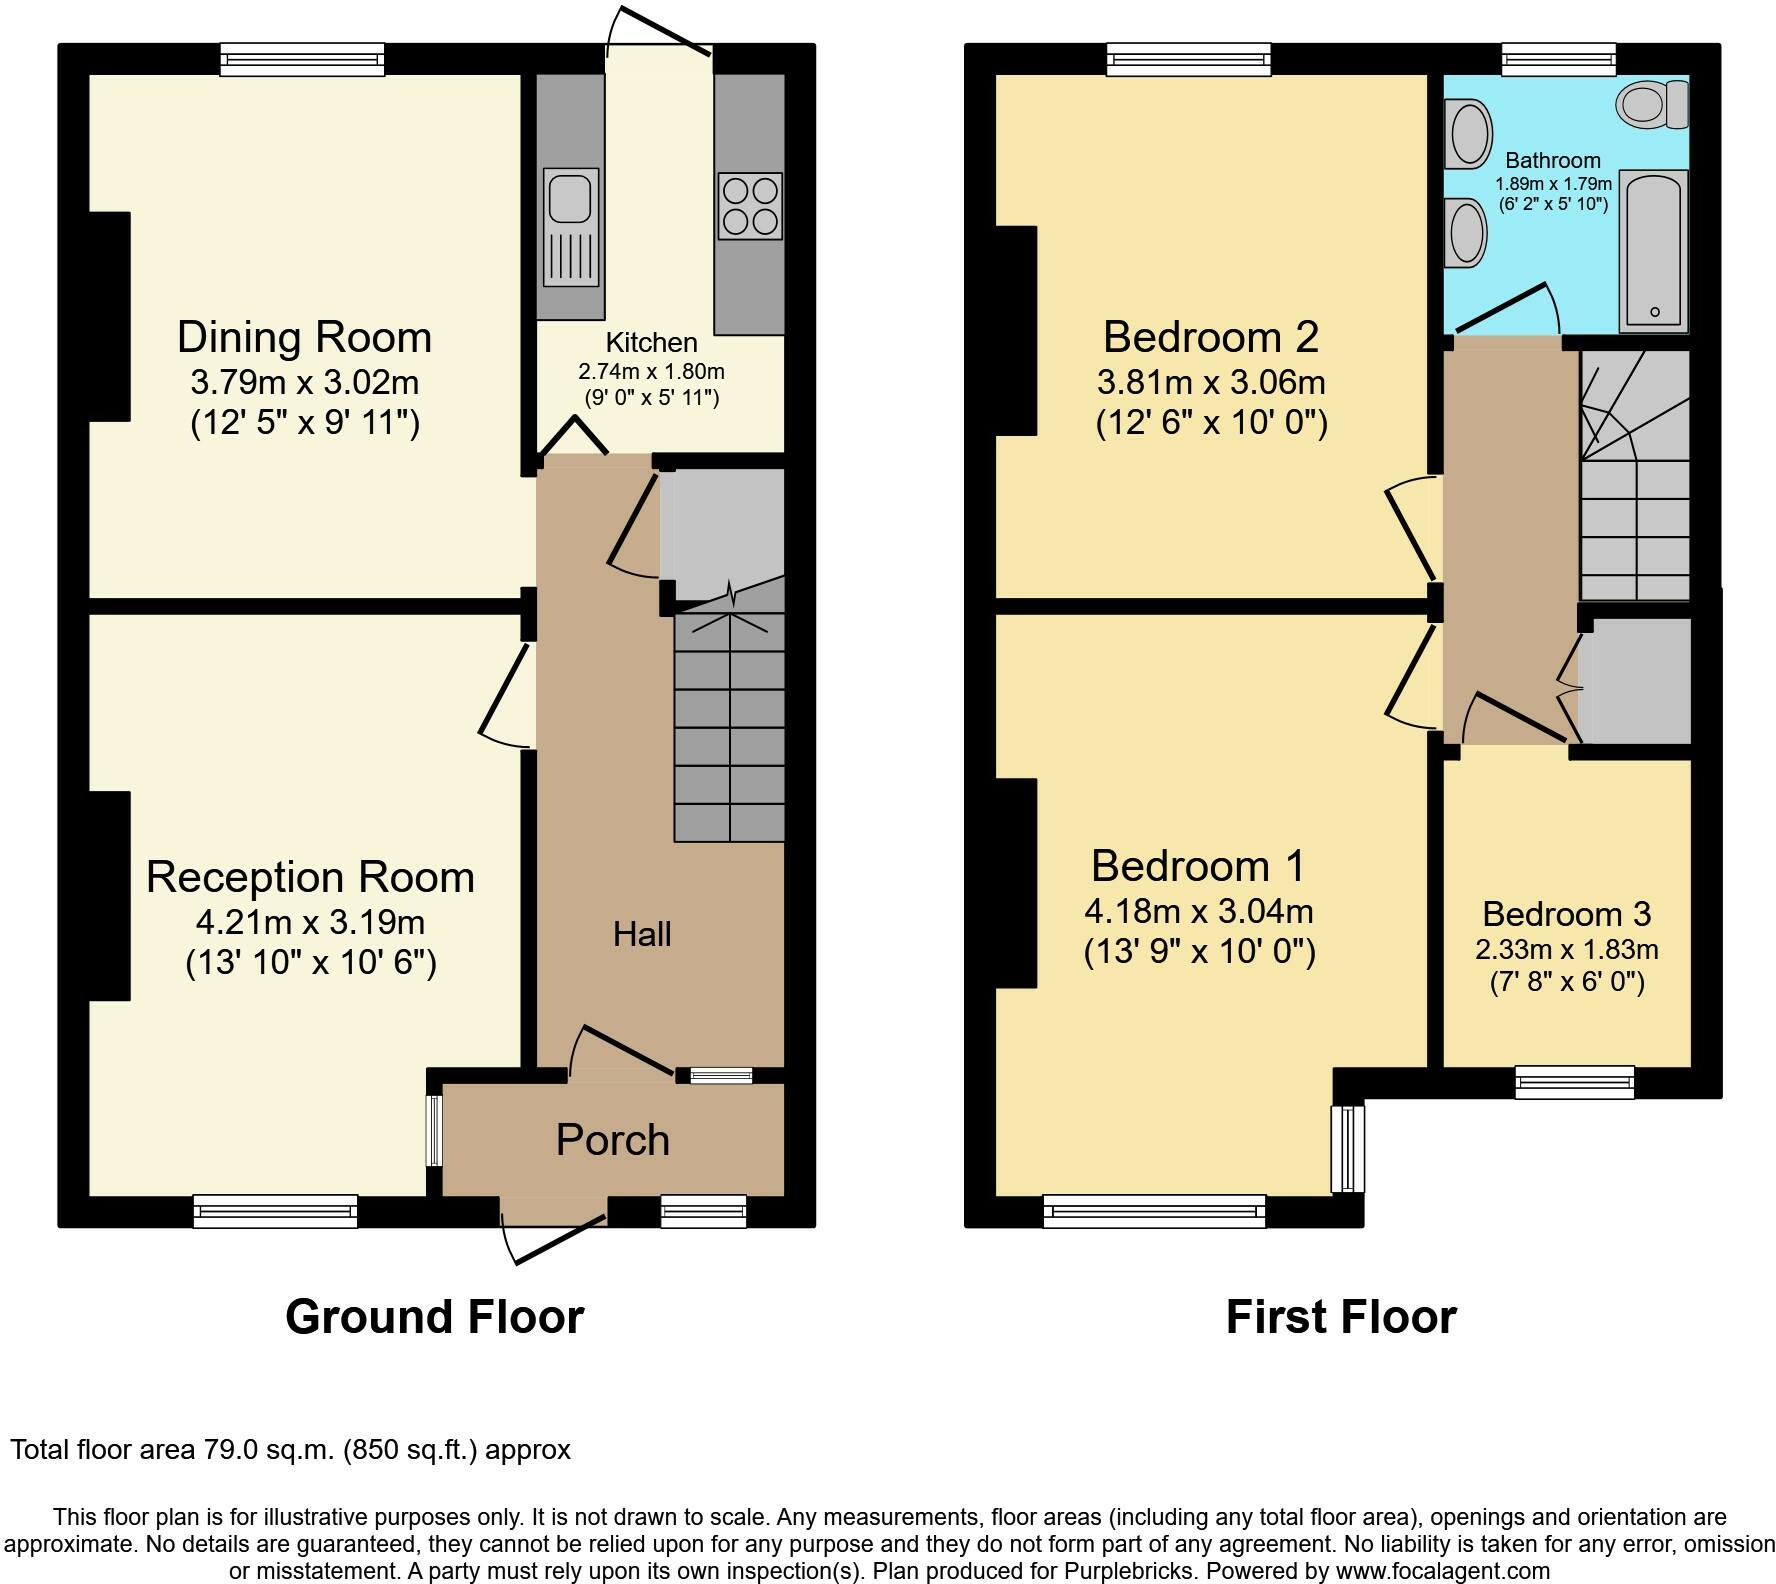 Dining Room
3.79m x 3.02m
(12' 5" x 9' 11")
Kitchen
2.74m x 1.80m
(9' 0" x 5' 11")
Reception Room
4.21m x 3.19m
(13' 10" x 10' 6")
Hall
Porch
Ground Floor
Bedroom 2
3.81m x 3.06m
(12' 6" x 10' 0")
Bathroom
1.89m x 1.79m
(6' 2" x 5' 10")
Bedroom 1
4.18m x 3.04m
(13' 9" x 10' 0")
Bedroom 3
2.33m x 1.83m
(7' 8" x 6' 0")
First Floor
Total floor area 79.0 sq.m. (850 sq.ft.) approx
This floor plan is for illustrative purposes only. It is not drawn to scale. Any measurements, floor areas (including any total floor area), openings and orientation are
approximate. No details are guaranteed, they cannot be relied upon for any purpose and they do not form part of any agreement. No liability is taken for any error, omission
or misstatement. A party must rely upon its own inspection(s). Plan produced for Purplebricks. Powered by www.focalagent.com